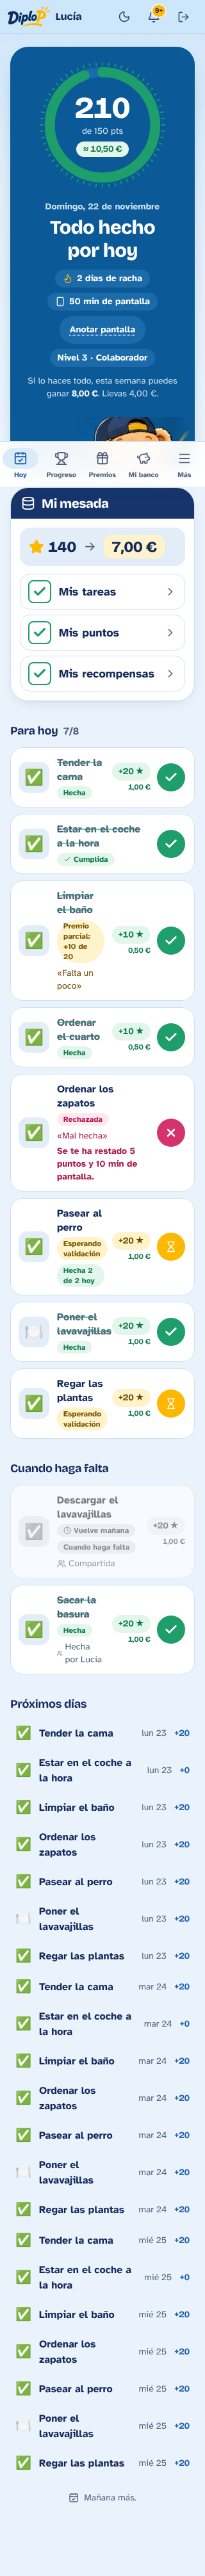 DiploP
Lucía
9+
210
de 150 pts
≈ 10,50 €
Domingo, 22 de noviembre
Todo hecho
por hoy
2 días de racha
50 min de pantalla
Anotar pantalla
Nivel 3 · Colaborador
Si lo haces todo, esta semana puedes
ganar 8,00 €. Llevas 4,00 €.
Hoy
Progreso
Premios
Mi banco
Más
Mi mesada
140 → 7,00 €
Mis tareas
Mis puntos
Mis recompensas
Para hoy 7/8
Tender la
cama
Hecha
+20 ★
1,00 €
Estar en el coche
a la hora
Cumplida
Limpiar
el baño
Premio
parcial:
+10 de
20
«Falta un
poco»
+10 ★
0,50 €
Ordenar
el cuarto
Hecha
+10 ★
0,50 €
Ordenar los
zapatos
Rechazada
«Mal hecha»
Se te ha restado 5
puntos y 10 min de
pantalla.
Pasear al
perro
Esperando
validación
Hecha 2
de 2 hoy
+20 ★
1,00 €
Poner el
lavavajillas
Hecha
+20 ★
1,00 €
Regar las
plantas
Esperando
validación
+20 ★
1,00 €
Cuando haga falta
Descargar el
lavavajillas
Vuelve mañana
Cuando haga falta
Compartida
+20 ★
1,00 €
Sacar la
basura
Hecha
Hecha
por Lucía
+20 ★
1,00 €
Próximos días
Tender la cama lun 23 +20
Estar en el coche a
la hora lun 23 +0
Limpiar el baño lun 23 +20
Ordenar los
zapatos lun 23 +20
Pasear al perro lun 23 +20
Poner el
lavavajillas lun 23 +20
Regar las plantas lun 23 +20
Tender la cama mar 24 +20
Estar en el coche a
la hora mar 24 +0
Limpiar el baño mar 24 +20
Ordenar los
zapatos mar 24 +20
Pasear al perro mar 24 +20
Poner el
lavavajillas mar 24 +20
Regar las plantas mar 24 +20
Tender la cama mié 25 +20
Estar en el coche a
la hora mié 25 +0
Limpiar el baño mié 25 +20
Ordenar los
zapatos mié 25 +20
Pasear al perro mié 25 +20
Poner el
lavavajillas mié 25 +20
Regar las plantas mié 25 +20
Mañana más.